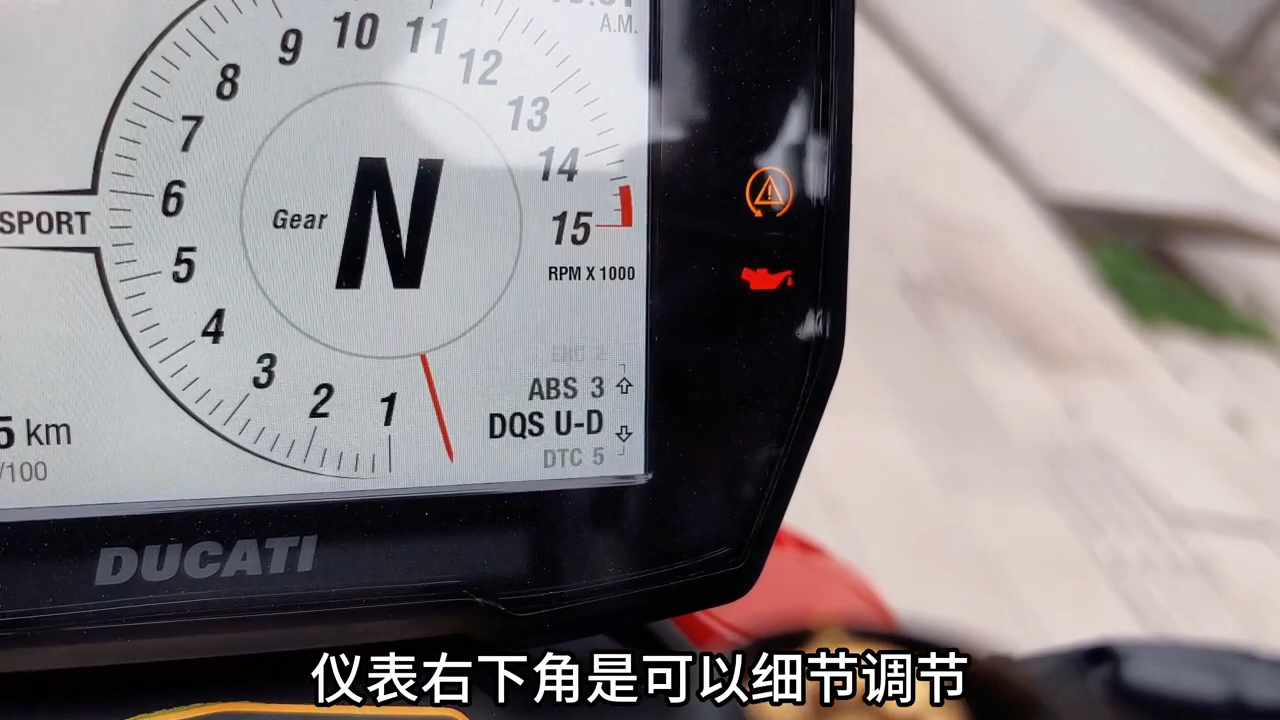 A.M.
9 10 11
8 12
7 13
6 14
SPORT
Gear N
15
5
RPM X 1000
4
3
2 1
ABS 3
DQS U-D
DTC 5
5 km
/100
DUCATI
仪表右下角是可以细节调节